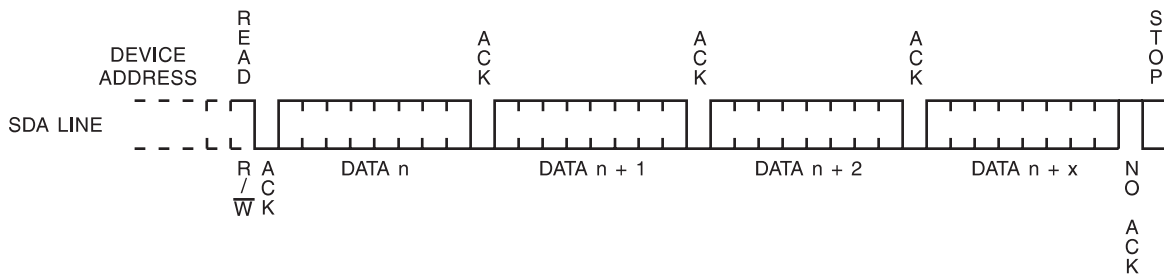 READ
ACK
ACK
ACK
STOP
DEVICE
ADDRESS
SDA LINE
R/W
ACK
DATA n
DATA n + 1
DATA n + 2
DATA n + x
NO ACK